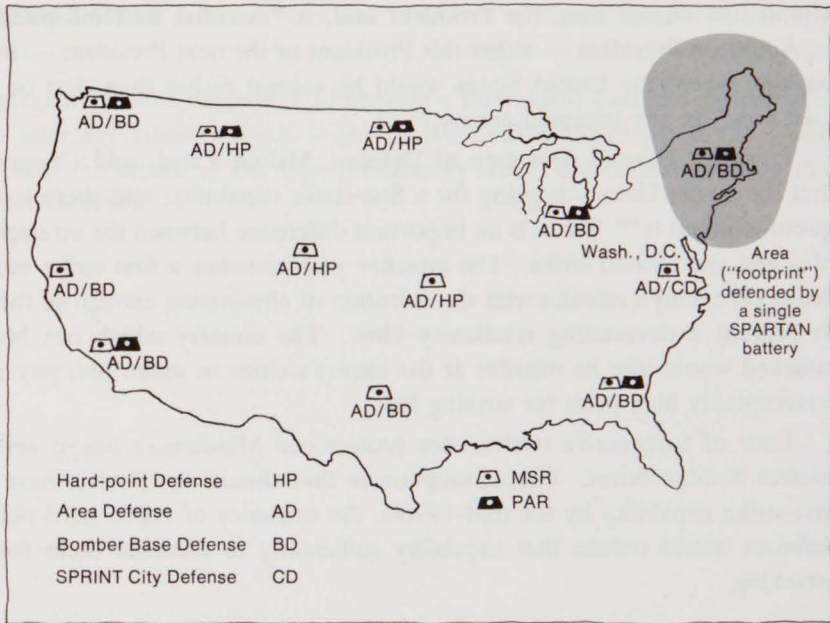 AD/BD
AD/HP
AD/HP
AD/BD
AD/BD
Wash., D.C.
AD/HP
AD/BD
AD/HP
AD/CD
Area
("footprint")
defended by
a single
SPARTAN
battery
AD/BD
AD/BD
AD/BD
Hard-point Defense HP
Area Defense AD
Bomber Base Defense BD
SPRINT City Defense CD
MSR
PAR